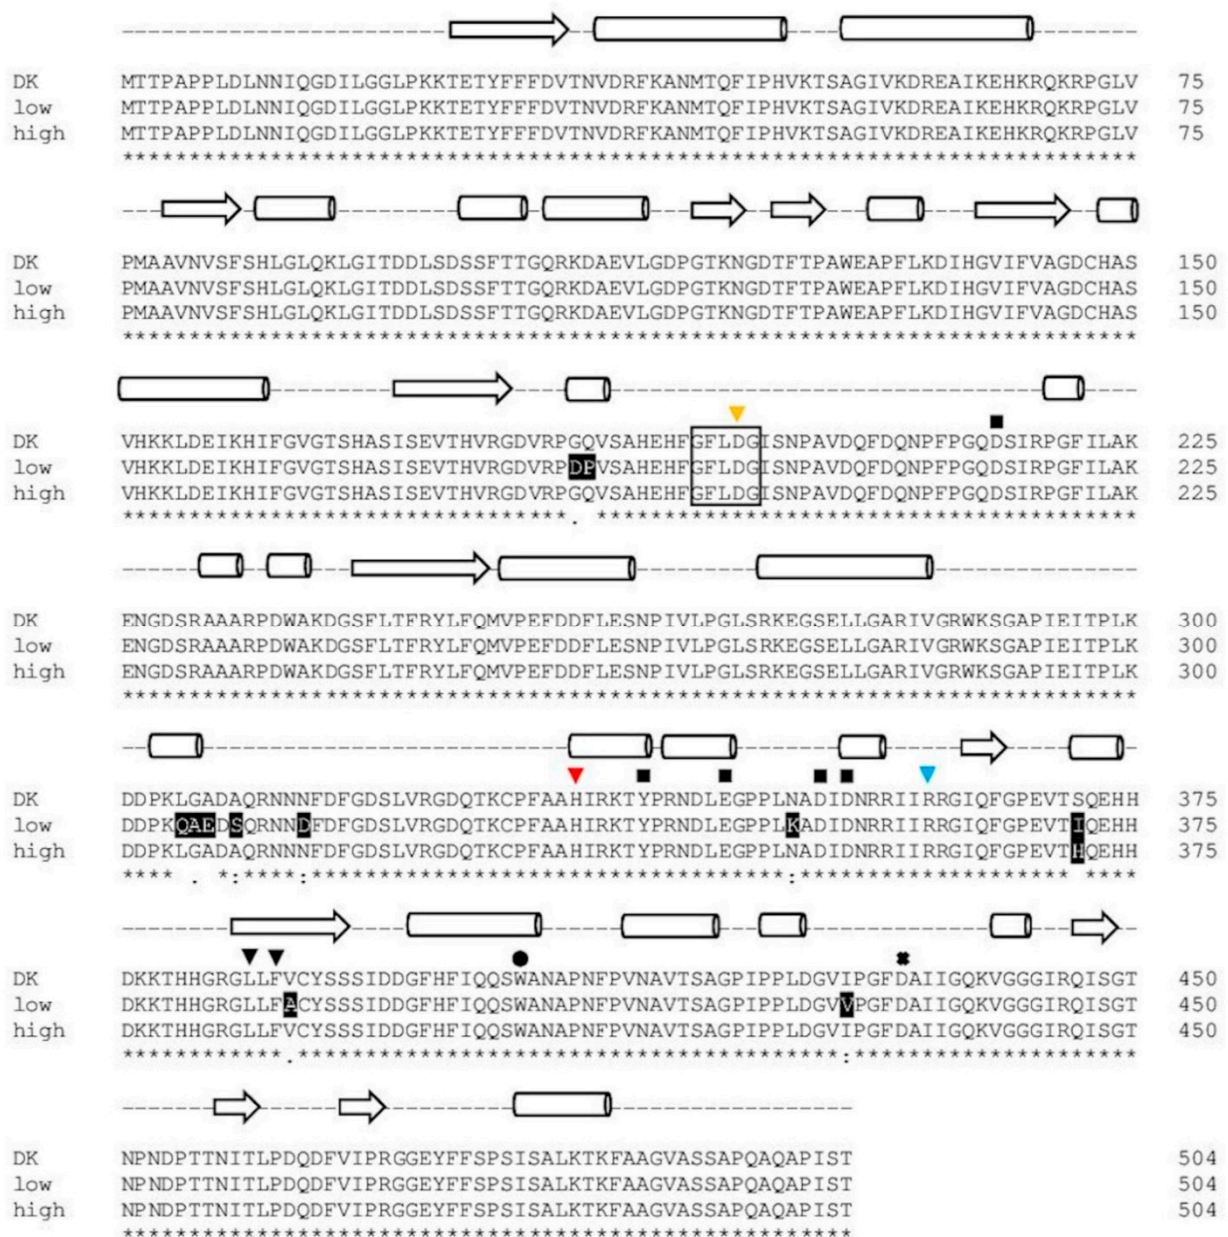 DK MTTPAPPLDLNNIQGDILGGLPKKTETYFFFDVTNVDRFKANMTQFIPHVKTSAGIVKDREAIKEHKRQKRPGLV 75
low MTTPAPPLDLNNIQGDILGGLPKKTETYFFFDVTNVDRFKANMTQFIPHVKTSAGIVKDREAIKEHKRQKRPGLV 75
high MTTPAPPLDLNNIQGDILGGLPKKTETYFFFDVTNVDRFKANMTQFIPHVKTSAGIVKDREAIKEHKRQKRPGLV 75
***************************************************************************
DK PMAAVNVSFSHLGLQKLGITDDLSDSSFTTGQRKDAEVLGDPGTKNGDTFTPAWEAPFLKDIHGVIFVAGDCHAS 150
low PMAAVNVSFSHLGLQKLGITDDLSDSSFTTGQRKDAEVLGDPGTKNGDTFTPAWEAPFLKDIHGVIFVAGDCHAS 150
high PMAAVNVSFSHLGLQKLGITDDLSDSSFTTGQRKDAEVLGDPGTKNGDTFTPAWEAPFLKDIHGVIFVAGDCHAS 150
***************************************************************************
DK VHKKLDEIKHIFGVGTSHASISEVTHVRGDVRPGQVSAHEHFGFLDGISNPAVDQFDQNPFPGQDSIRPGFILAK 225
low VHKKLDEIKHIFGVGTSHASISEVTHVRGDVRPDPVSAHEHFGFLDGISNPAVDQFDQNPFPGQDSIRPGFILAK 225
high VHKKLDEIKHIFGVGTSHASISEVTHVRGDVRPGQVSAHEHFGFLDGISNPAVDQFDQNPFPGQDSIRPGFILAK 225
*********************************. ****************************************
DK ENGDSRAAARPDWAKDGSFLTFRYLFQMVPEFDDFLESNPIVLPGLSRKEGSELLGARIVGRWKSGAPIEITPLK 300
low ENGDSRAAARPDWAKDGSFLTFRYLFQMVPEFDDFLESNPIVLPGLSRKEGSELLGARIVGRWKSGAPIEITPLK 300
high ENGDSRAAARPDWAKDGSFLTFRYLFQMVPEFDDFLESNPIVLPGLSRKEGSELLGARIVGRWKSGAPIEITPLK 300
***************************************************************************
DK DDPKLGADAQRNNNFDFGDSLVRGDQTKCPFAAHIRKTYPRNDLEGPPLNADIDNRRIIRRGIQFGPEVTSQEHH 375
low DDPKQAEDSQRNNDFDFGDSLVRGDQTKCPFAAHIRKTYPRNDLEGPPLKADIDNRRIIRRGIQFGPEVTIQEHH 375
high DDPKLGADAQRNNNFDFGDSLVRGDQTKCPFAAHIRKTYPRNDLEGPPLNADIDNRRIIRRGIQFGPEVTHQEHH 375
**** . *:****:***********************************:******************** ****
DK DKKTHHGRGLLFVCYSSSIDDGFHFIQQSWANAPNFPVNAVTSAGPIPPLDGVIPGFDAIIGQKVGGGIRQISGT 450
low DKKTHHGRGLLFACYSSSIDDGFHFIQQSWANAPNFPVNAVTSAGPIPPLDGVVPGFDAIIGQKVGGGIRQISGT 450
high DKKTHHGRGLLFVCYSSSIDDGFHFIQQSWANAPNFPVNAVTSAGPIPPLDGVIPGFDAIIGQKVGGGIRQISGT 450
************.****************************************:*********************
DK NPNDPTTNITLPDQDFVIPRGGEYFFSPSISALKTKFAAGVASSAPQAQAPIST 504
low NPNDPTTNITLPDQDFVIPRGGEYFFSPSISALKTKFAAGVASSAPQAQAPIST 504
high NPNDPTTNITLPDQDFVIPRGGEYFFSPSISALKTKFAAGVASSAPQAQAPIST 504
******************************************************